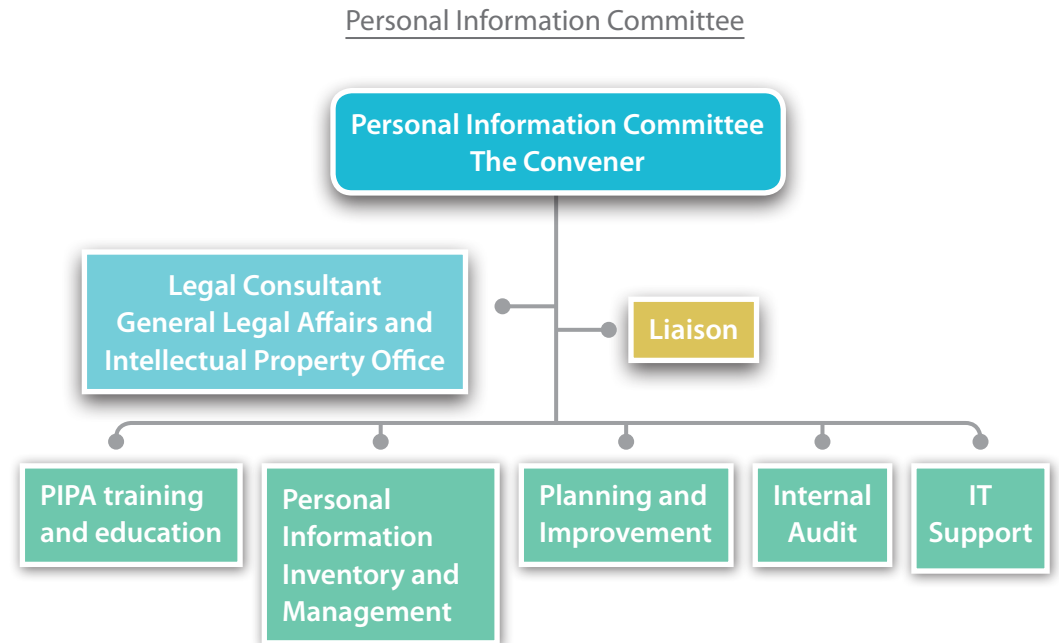 Personal Information Committee
Personal Information Committee
The Convener
Legal Consultant
General Legal Affairs and
Intellectual Property Office
Liaison
PIPA training
and education
Personal
Information
Inventory and
Management
Planning and
Improvement
Internal
Audit
IT
Support